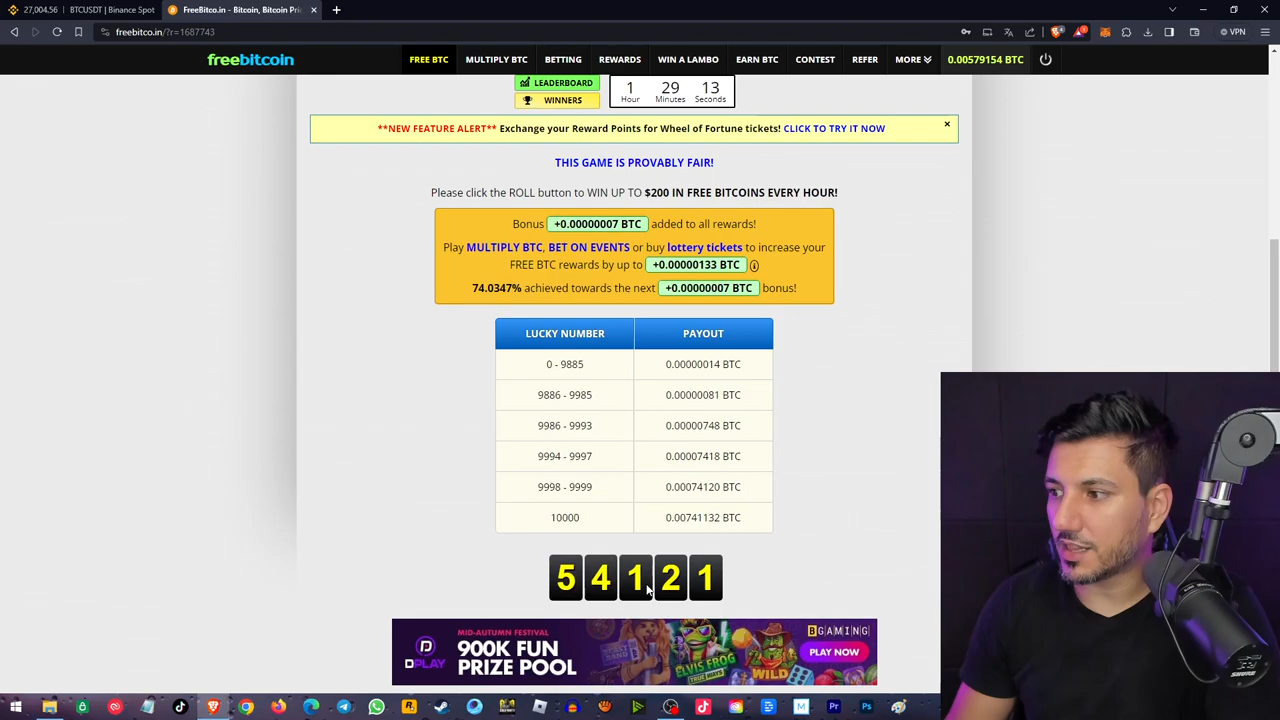 27,004.56 | BTCUSDT | Binance Spot
FreeBitco.in - Bitcoin, Bitcoin Pri
freebitco.in/?r=1687743
VPN
freebitcoin
FREE BTC
MULTIPLY BTC
BETTING
REWARDS
WIN A LAMBO
EARN BTC
CONTEST
REFER
MORE
0.00579154 BTC
LEADERBOARD
WINNERS
1 29 13
Hour Minutes Seconds
**NEW FEATURE ALERT** Exchange your Reward Points for Wheel of Fortune tickets! CLICK TO TRY IT NOW
THIS GAME IS PROVABLY FAIR!
Please click the ROLL button to WIN UP TO $200 IN FREE BITCOINS EVERY HOUR!
Bonus +0.00000007 BTC added to all rewards!
Play MULTIPLY BTC, BET ON EVENTS or buy lottery tickets to increase your
FREE BTC rewards by up to +0.00000133 BTC
74.0347% achieved towards the next +0.00000007 BTC bonus!
LUCKY NUMBER PAYOUT
0 - 9885 0.00000014 BTC
9886 - 9985 0.00000081 BTC
9986 - 9993 0.00000748 BTC
9994 - 9997 0.00007418 BTC
9998 - 9999 0.00074120 BTC
10000 0.00741132 BTC
5 4 1 2 1
DPLAY
MID-AUTUMN FESTIVAL
900K FUN
PRIZE POOL
ELVIS FROG
TRUE WAYS
WILD
BGAMING
PLAY NOW
SHURE